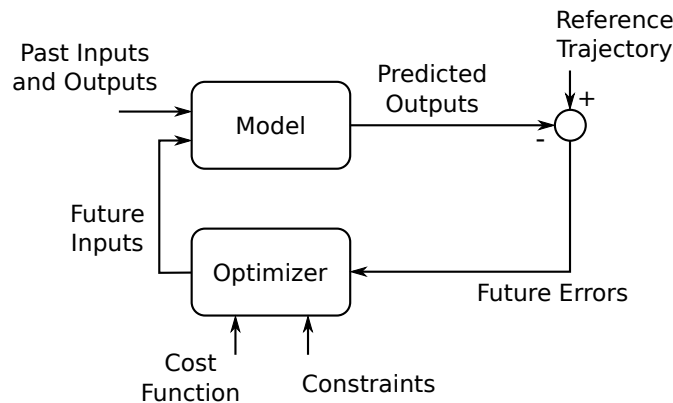 Reference
Trajectory
Past Inputs
and Outputs
Predicted
Outputs
+
Model
-
Future
Inputs
Optimizer
Future Errors
Cost
Function
Constraints